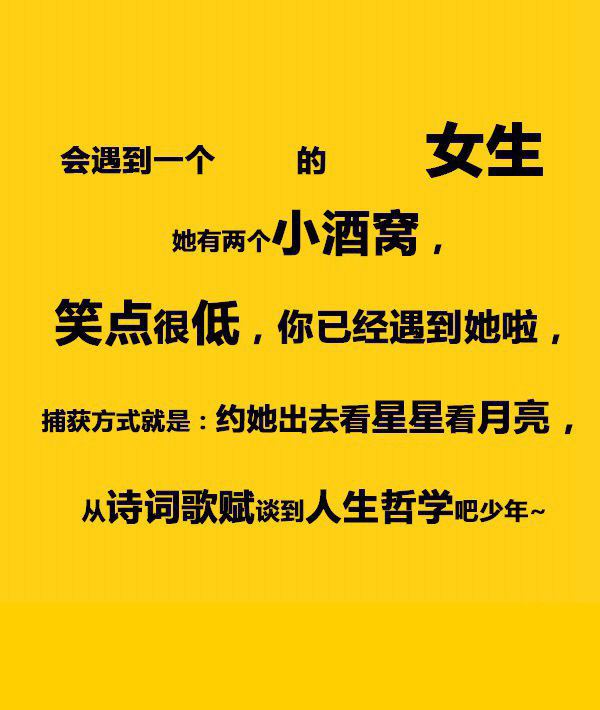 会遇到一个 的 女生
她有两个小酒窝，
笑点很低，你已经遇到她啦，
捕获方式就是：约她出去看星星看月亮，
从诗词歌赋谈到人生哲学吧少年~